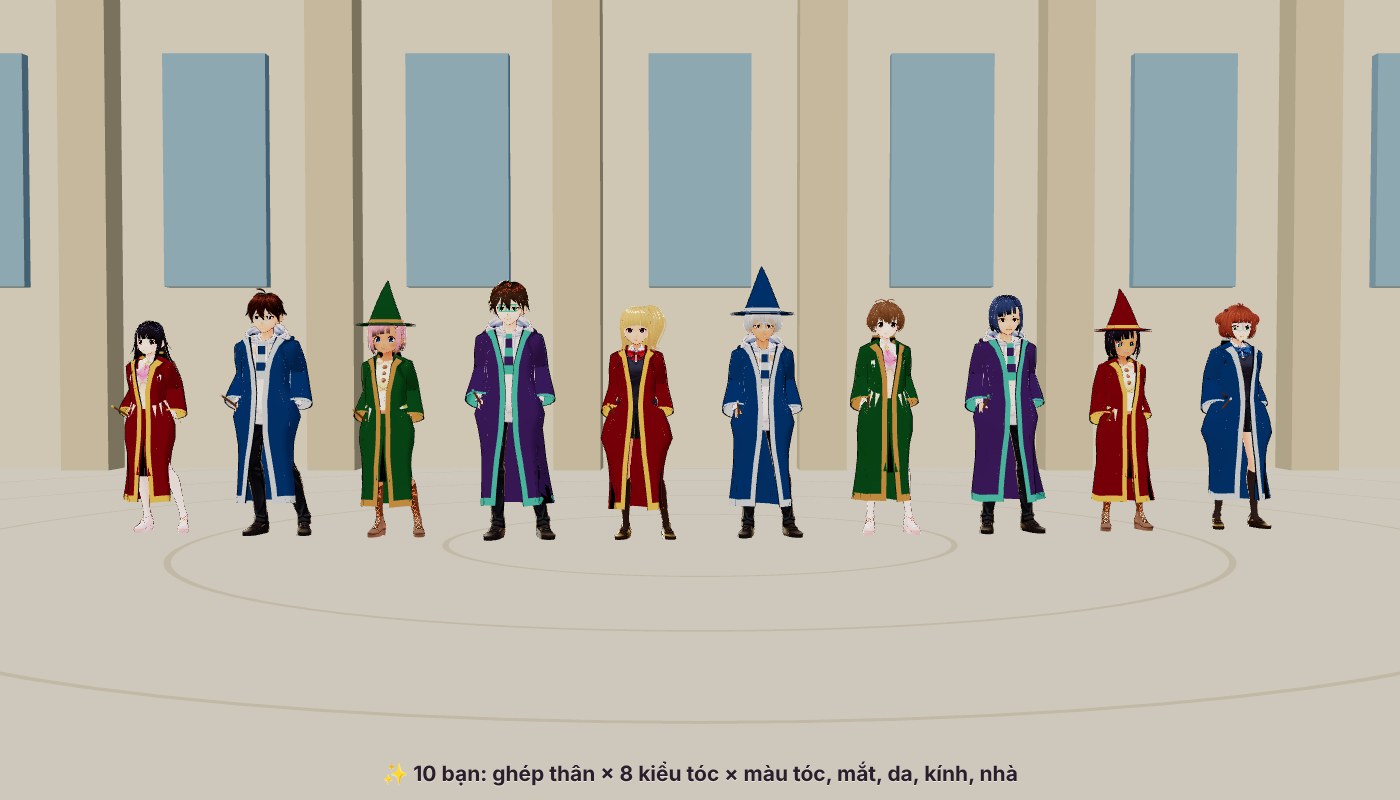 ✨ 10 bạn: ghép thân × 8 kiểu tóc × màu tóc, mắt, da, kính, nhà